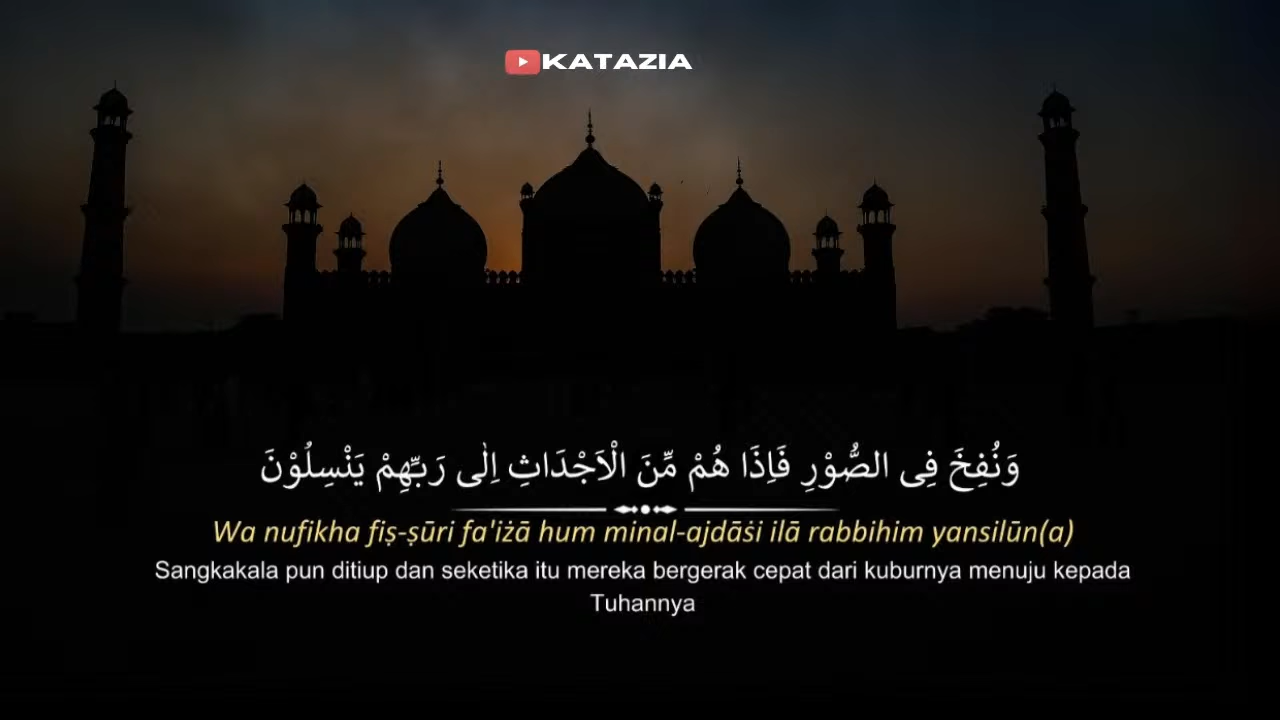 KATAZIA
وَنُفِخَ فِى الصُّوْرِ فَاِذَا هُمْ مِّنَ الْاَجْدَاثِ اِلٰى رَبِّهِمْ يَنْسِلُوْنَ
Wa nufikha fiṣ-ṣūri fa'iżā hum minal-ajdāṡi ilā rabbihim yansilūn(a)
Sangkakala pun ditiup dan seketika itu mereka bergerak cepat dari kuburnya menuju kepada
Tuhannya